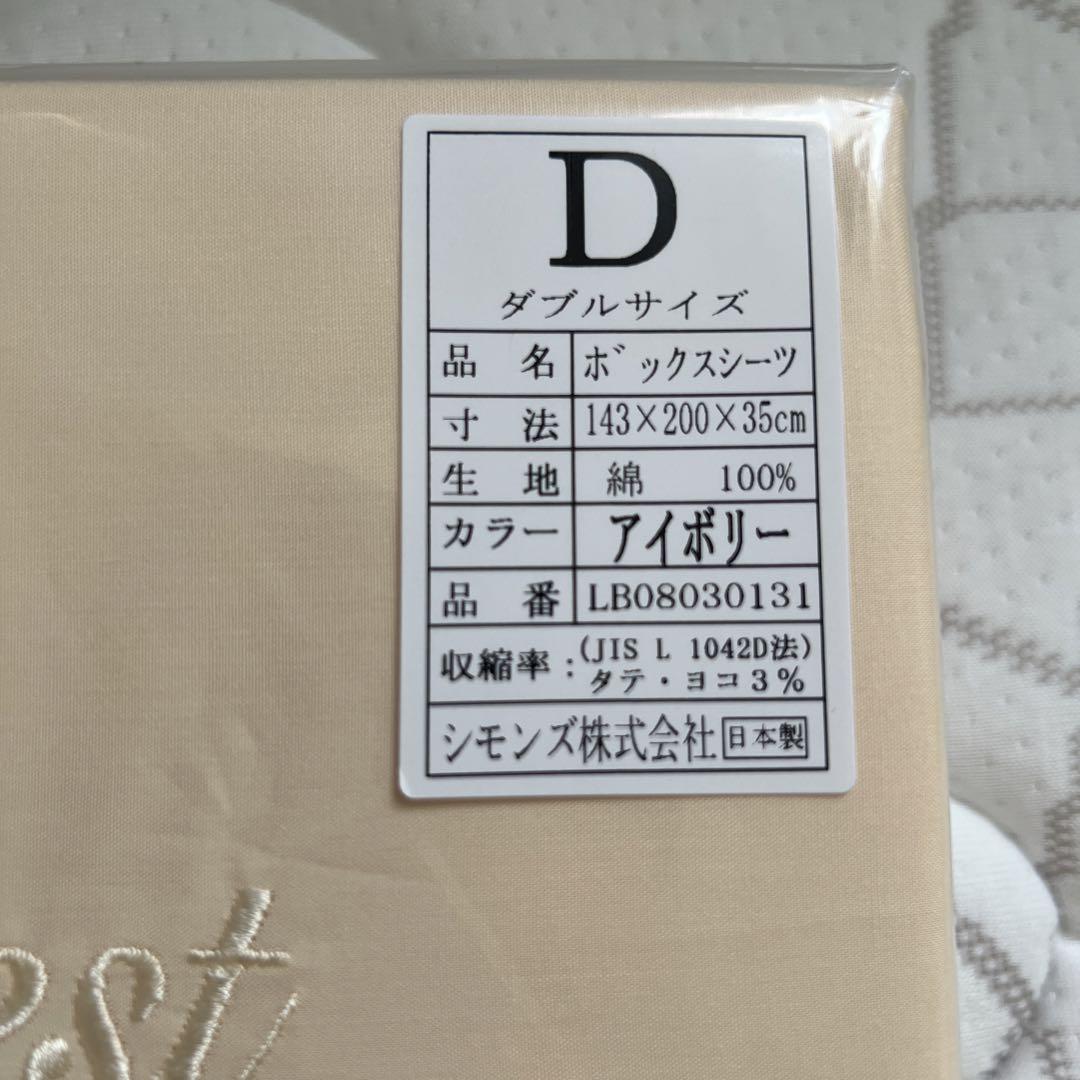 D
ダブルサイズ
品名 ボックスシーツ
寸法 143×200×35cm
生地 綿 100%
カラー アイボリー
品番 LB08030131
収縮率:(JIS L 1042D法)
タテ・ヨコ3%
シモンズ株式会社 日本製
est